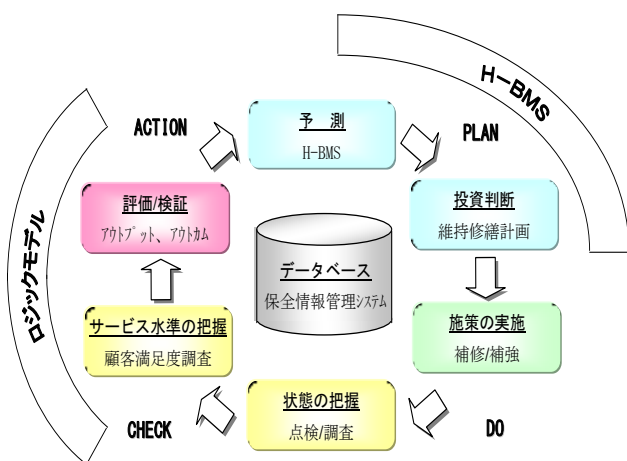 H-BMS
ACTION
予 測
H-BMS
PLAN
評価/検証
アウトプット、アウトカム
投資判断
維持修繕計画
ロジックモデル
データベース
保全情報管理システム
サービス水準の把握
顧客満足度調査
施策の実施
補修/補強
状態の把握
点検/調査
CHECK
DO